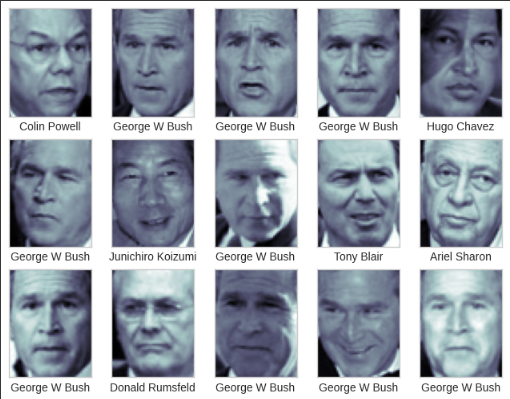 Colin Powell George W Bush George W Bush George W Bush Hugo Chavez
George W Bush Junichiro Koizumi George W Bush Tony Blair Ariel Sharon
George W Bush Donald Rumsfeld George W Bush George W Bush George W Bush